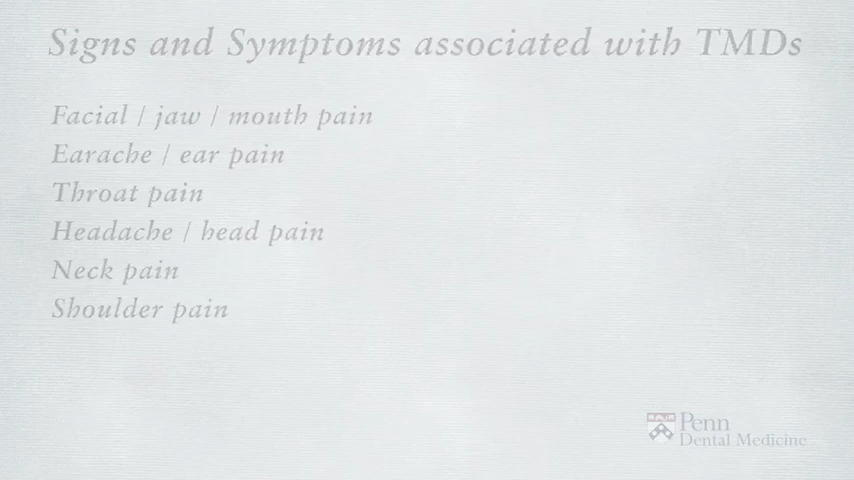 Signs and Symptoms associated with TMDs
Facial / jaw / mouth pain
Earache / ear pain
Throat pain
Headache / head pain
Neck pain
Shoulder pain
Penn
Dental Medicine